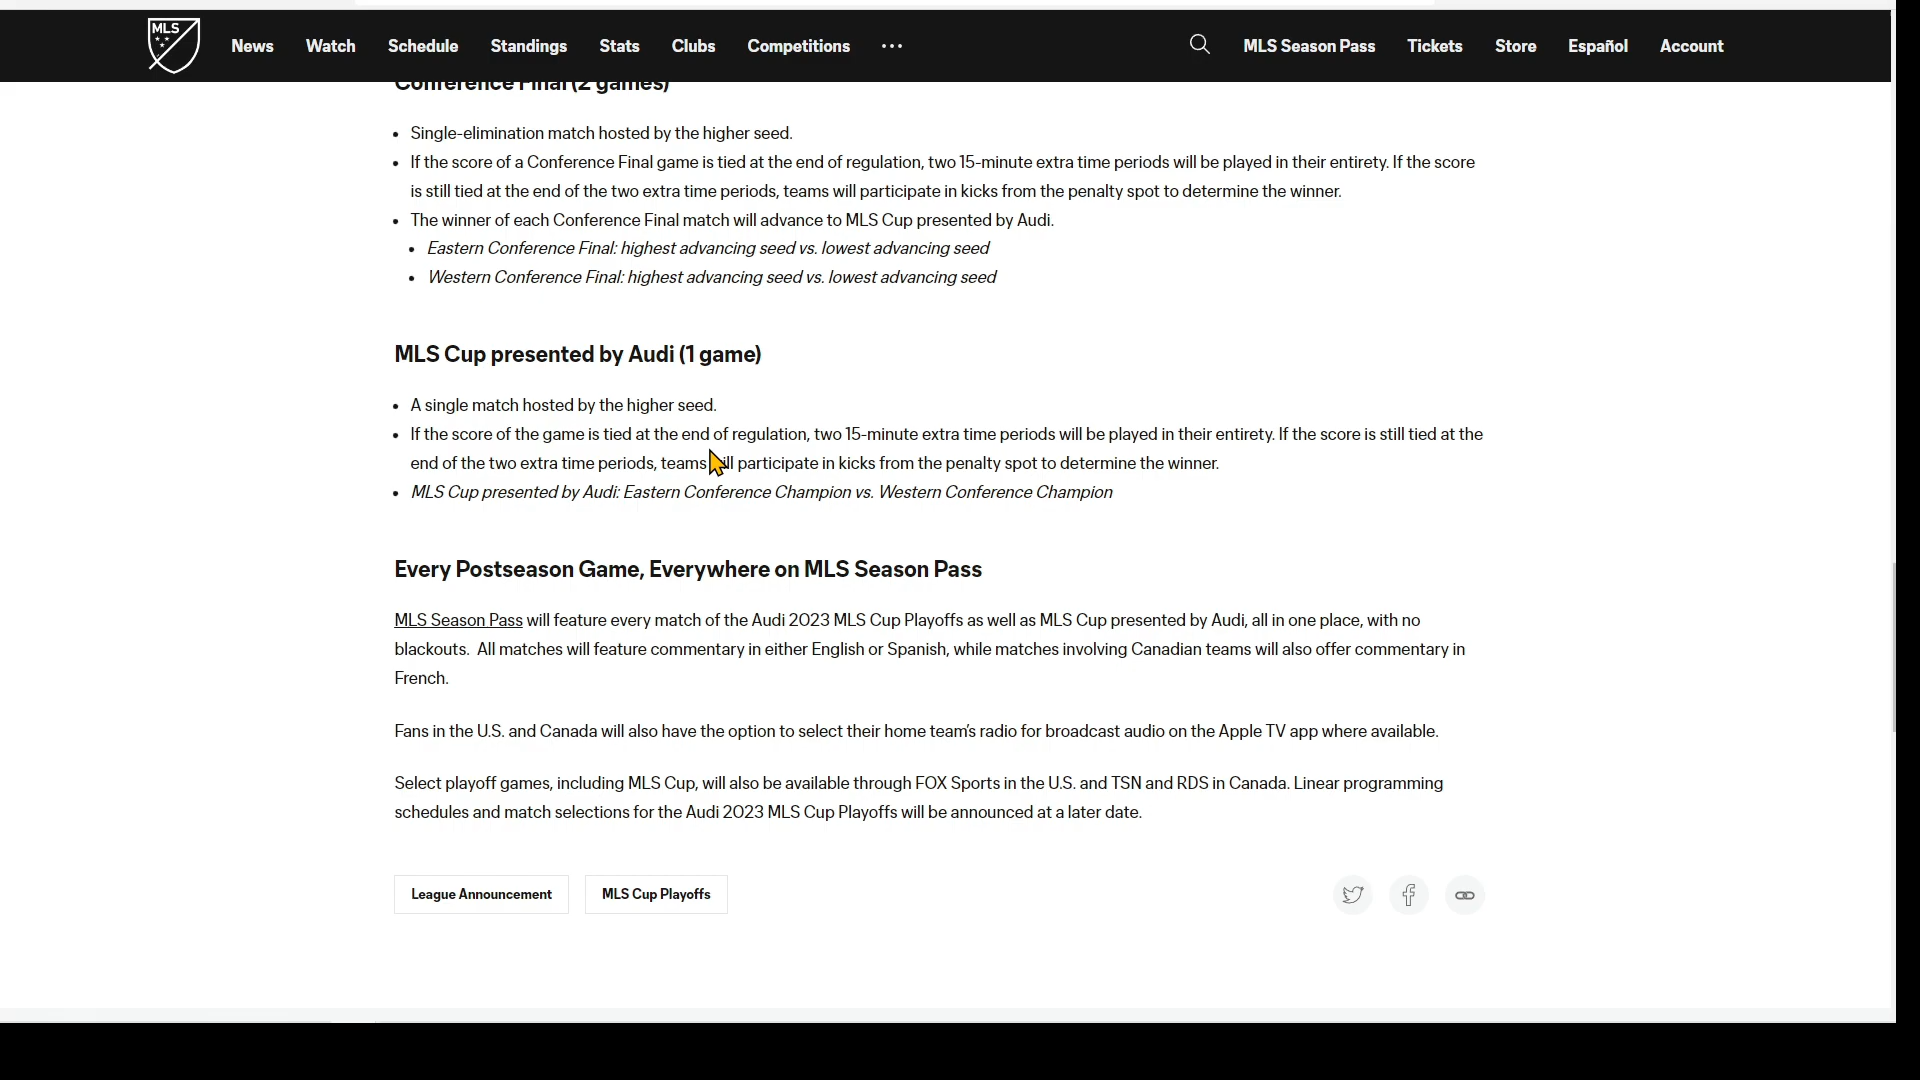 MLS
News Watch Schedule Standings Stats Clubs Competitions ••• MLS Season Pass Tickets Store Español Account
Conference Final (2 games)
• Single-elimination match hosted by the higher seed.
• If the score of a Conference Final game is tied at the end of regulation, two 15-minute extra time periods will be played in their entirety. If the score
is still tied at the end of the two extra time periods, teams will participate in kicks from the penalty spot to determine the winner.
• The winner of each Conference Final match will advance to MLS Cup presented by Audi.
• Eastern Conference Final: highest advancing seed vs. lowest advancing seed
• Western Conference Final: highest advancing seed vs. lowest advancing seed
MLS Cup presented by Audi (1 game)
• A single match hosted by the higher seed.
• If the score of the game is tied at the end of regulation, two 15-minute extra time periods will be played in their entirety. If the score is still tied at the
end of the two extra time periods, teams will participate in kicks from the penalty spot to determine the winner.
• MLS Cup presented by Audi: Eastern Conference Champion vs. Western Conference Champion
Every Postseason Game, Everywhere on MLS Season Pass
MLS Season Pass will feature every match of the Audi 2023 MLS Cup Playoffs as well as MLS Cup presented by Audi, all in one place, with no
blackouts. All matches will feature commentary in either English or Spanish, while matches involving Canadian teams will also offer commentary in
French.
Fans in the U.S. and Canada will also have the option to select their home team's radio for broadcast audio on the Apple TV app where available.
Select playoff games, including MLS Cup, will also be available through FOX Sports in the U.S. and TSN and RDS in Canada. Linear programming
schedules and match selections for the Audi 2023 MLS Cup Playoffs will be announced at a later date.
League Announcement MLS Cup Playoffs